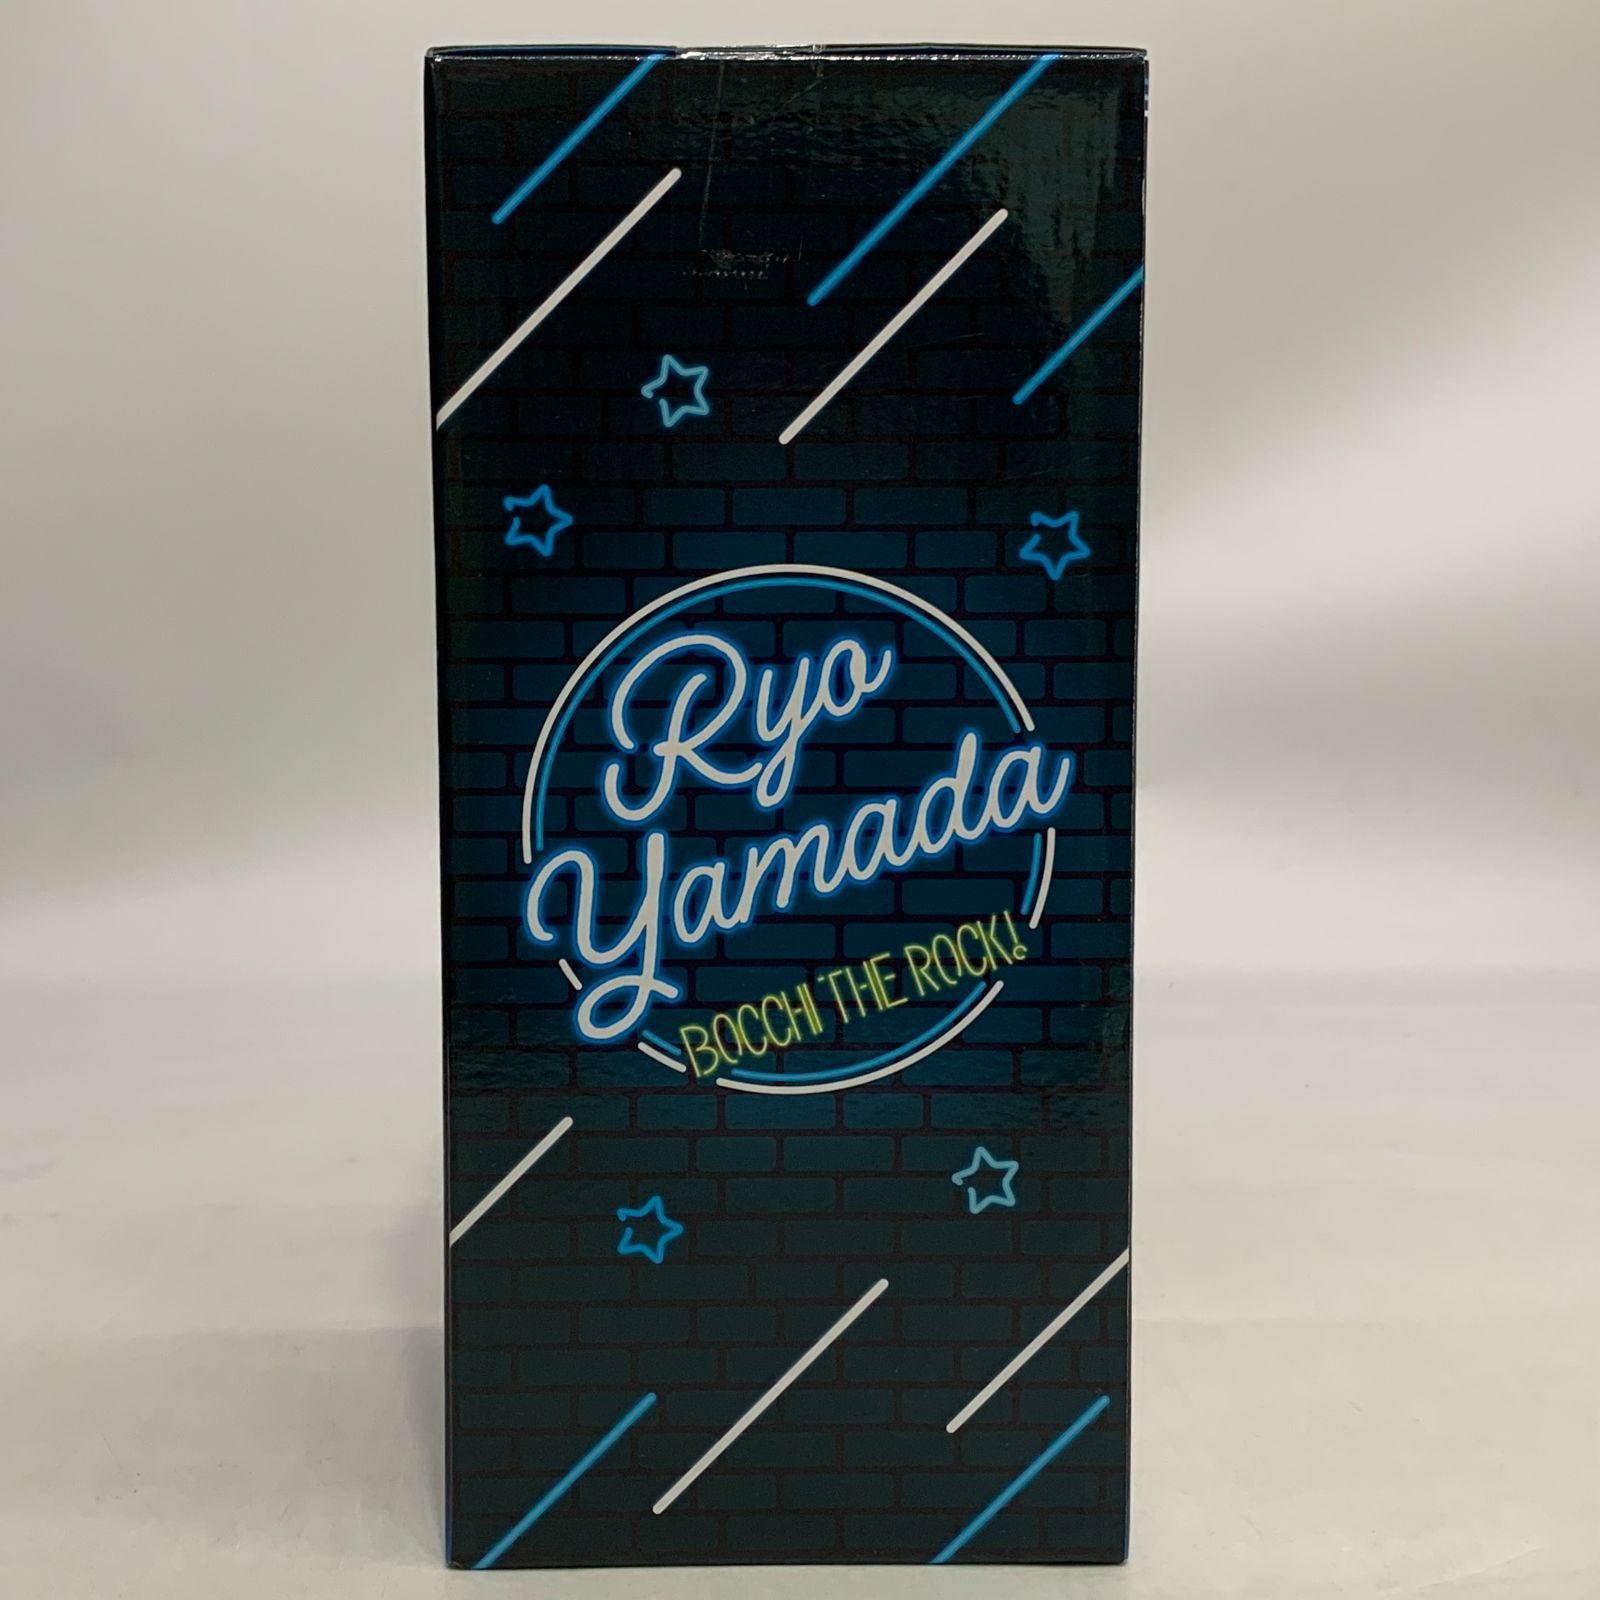 Ryo
Yamada
BOCCHI THE ROCK!